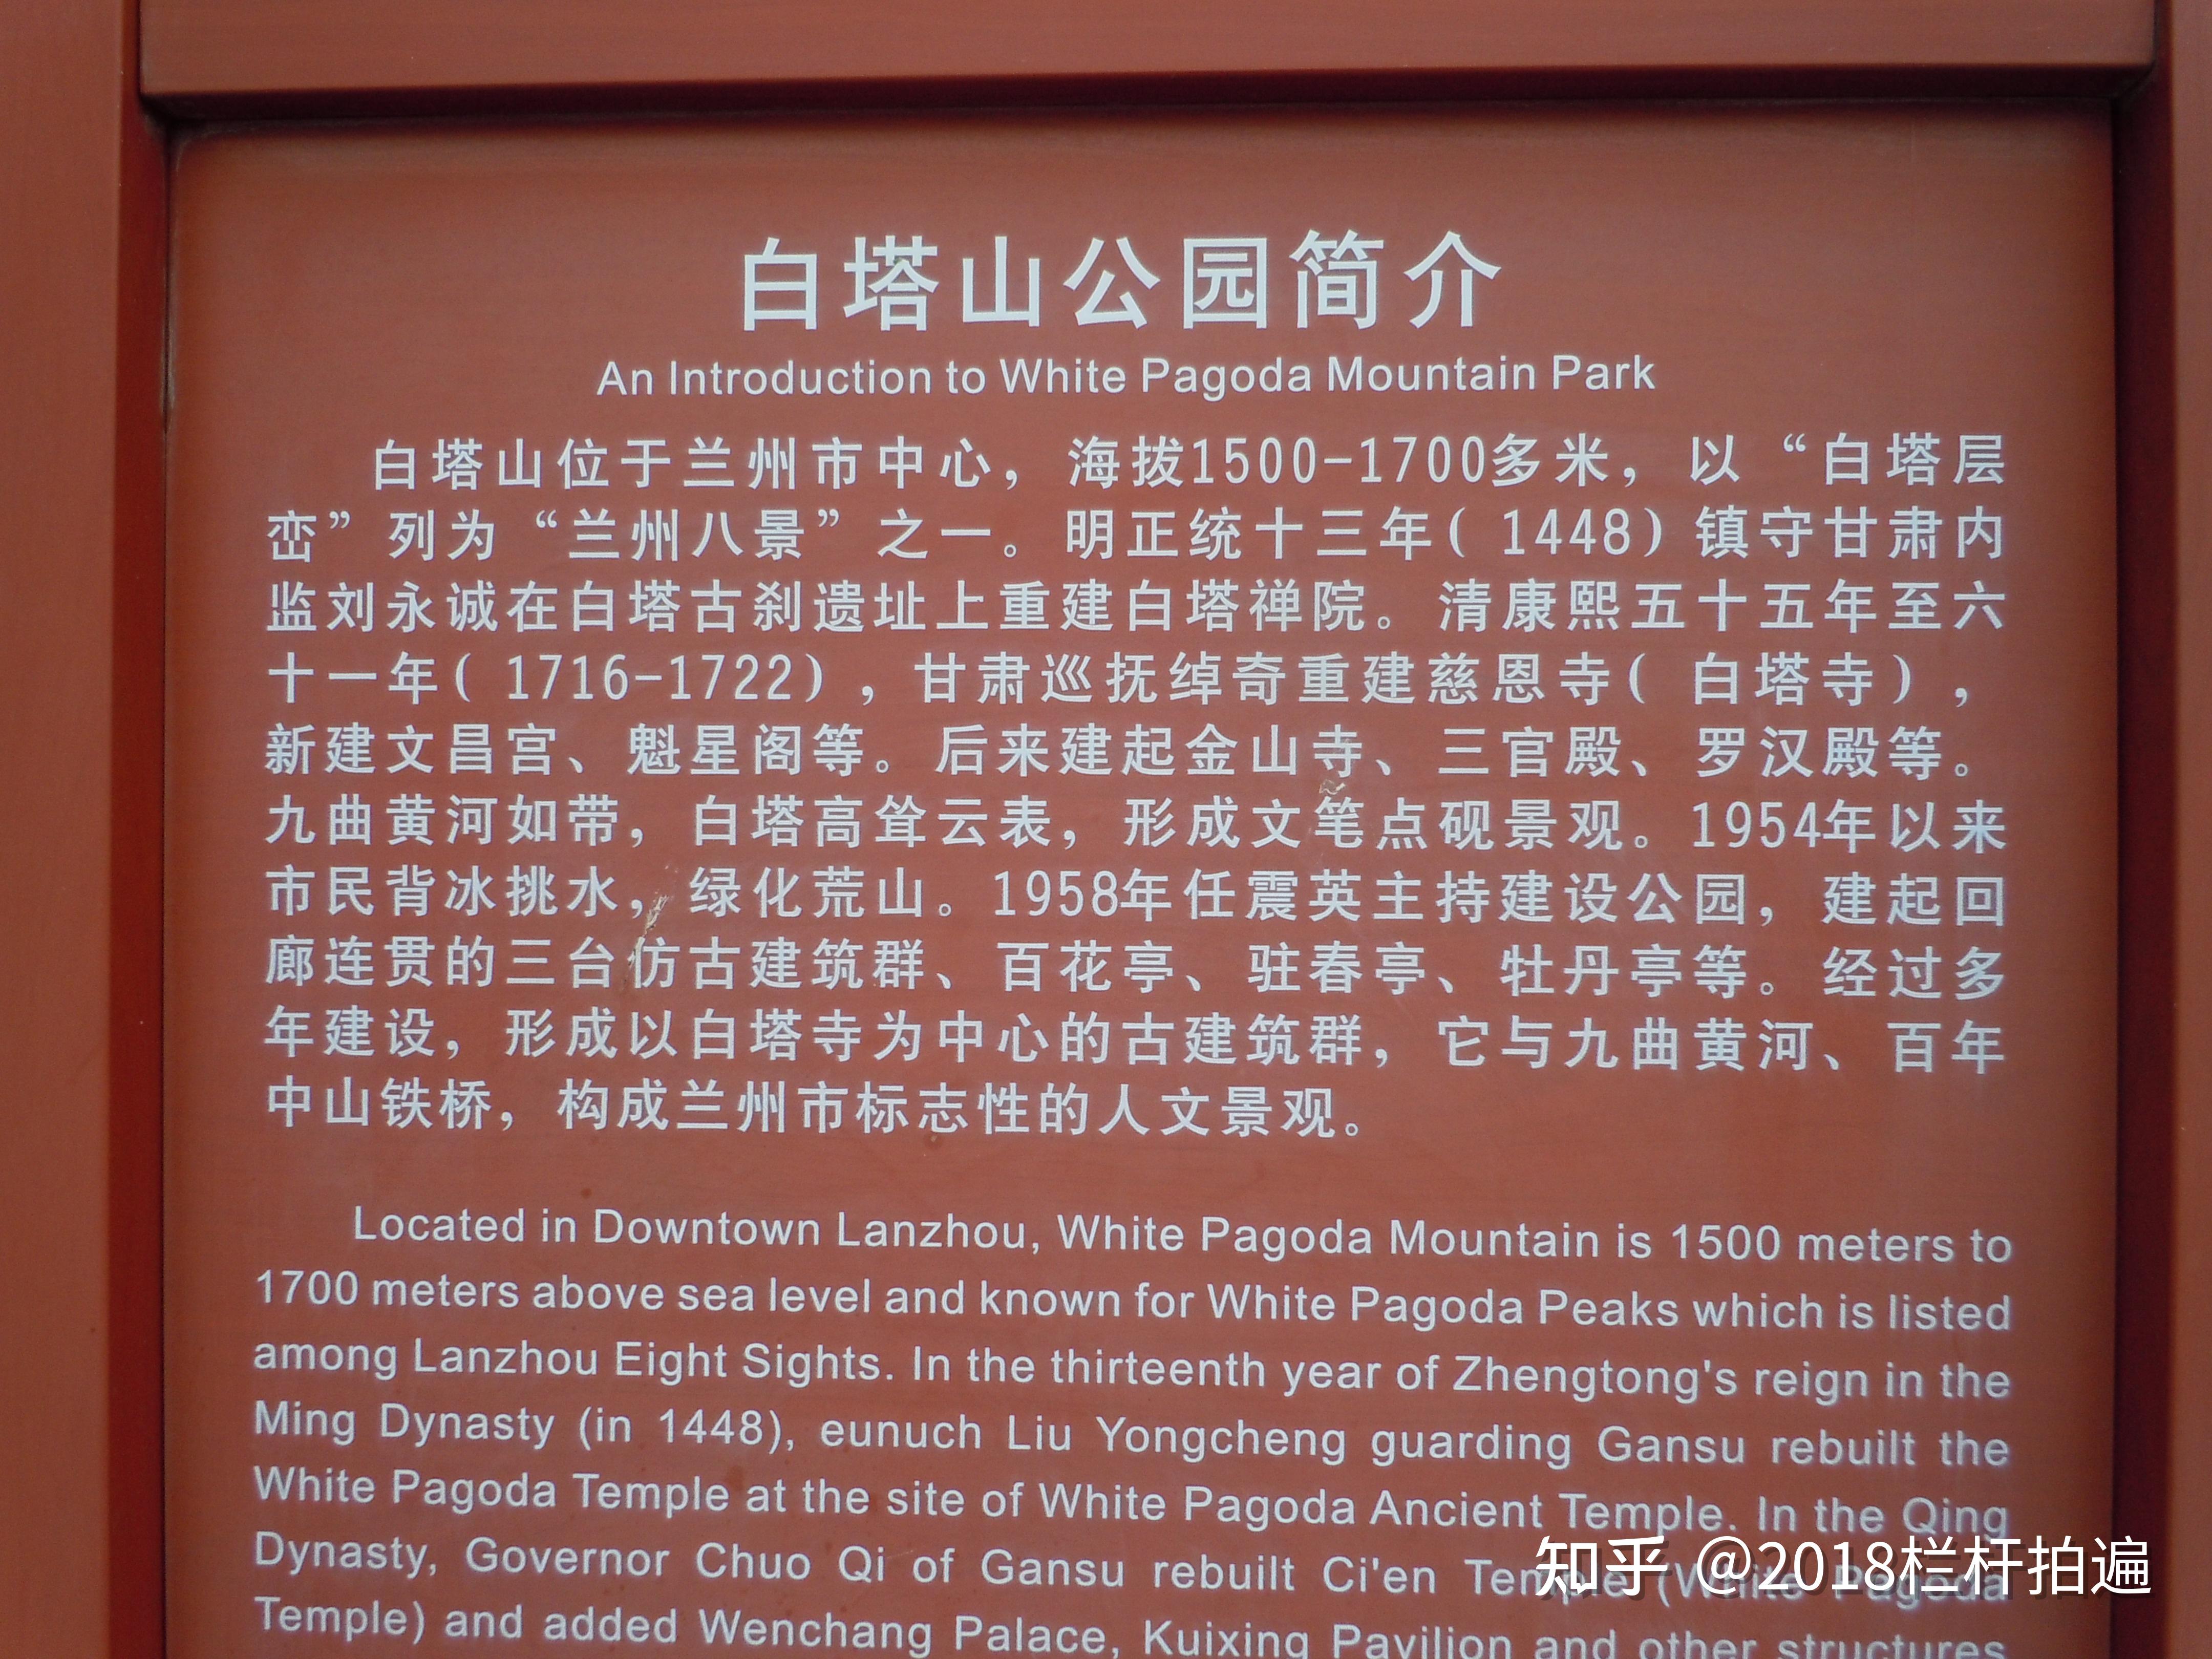 白塔山公园简介
An Introduction to White Pagoda Mountain Park
白塔山位于兰州市中心，海拔1500-1700多米，以“白塔层
峦”列为“兰州八景”之一。明正统十三年(1448)镇守甘肃内
监刘永诚在白塔古刹遗址上重建白塔禅院。清康熙五十五年至六
十一年(1716-1722)，甘肃巡抚绰奇重建慈恩寺(白塔寺)，
新建文昌宫、魁星阁等。后来建起金山寺、三官殿、罗汉殿等。
九曲黄河如带，白塔高耸云表，形成文笔点砚景观。1954年以来
市民背冰挑水，绿化荒山。1958年任震英主持建设公园，建起回
廊连贯的三台仿古建筑群、百花亭、驻春亭、牡丹亭等。经过多
年建设，形成以白塔寺为中心的古建筑群，它与九曲黄河、百年
中山铁桥，构成兰州市标志性的人文景观。
Located in Downtown Lanzhou, White Pagoda Mountain is 1500 meters to
1700 meters above sea level and known for White Pagoda Peaks which is listed
among Lanzhou Eight Sights. In the thirteenth year of Zhengtong's reign in the
Ming Dynasty (in 1448), eunuch Liu Yongcheng guarding Gansu rebuilt the
White Pagoda Temple at the site of White Pagoda Ancient Temple. In the Qing
Dynasty, Governor Chuo Qi of Gansu rebuilt Ci'en Temple (White Pagoda
Temple) and added Wenchang Palace, Kuixing Pavilion and other structures
知乎 @2018栏杆拍遍